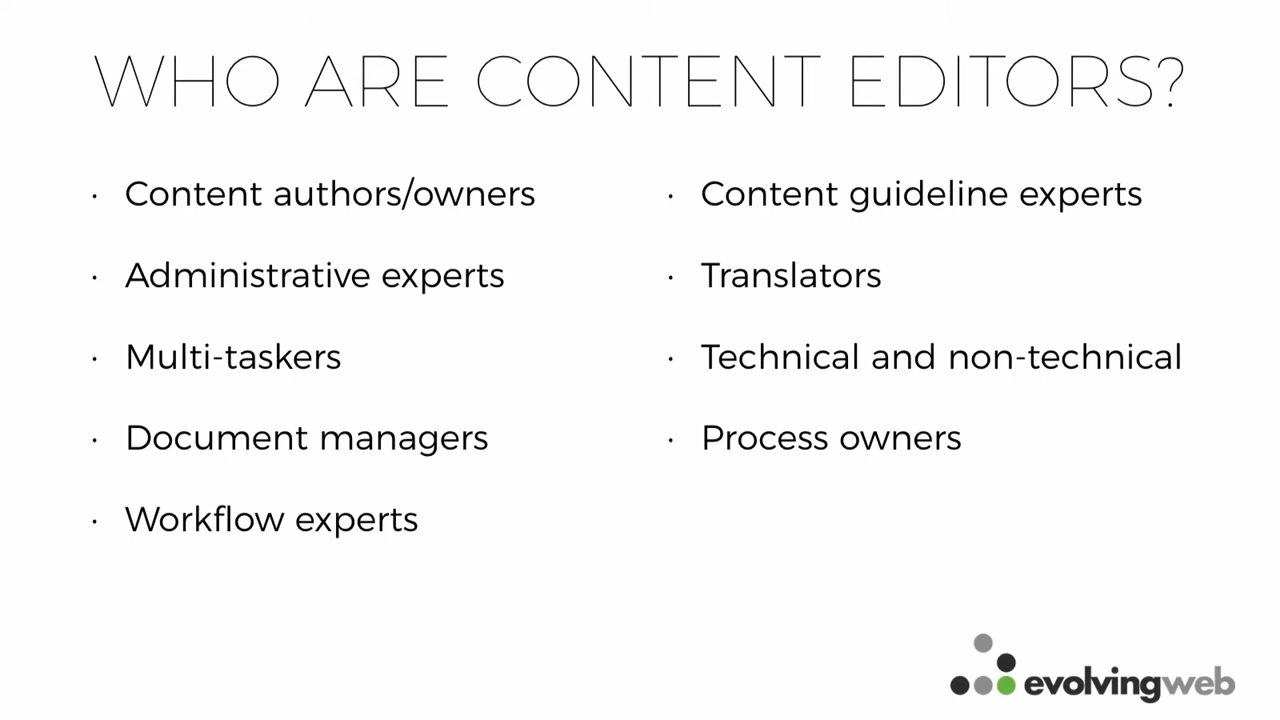 WHO ARE CONTENT EDITORS?
· Content authors/owners
· Administrative experts
· Multi-taskers
· Document managers
· Workflow experts
· Content guideline experts
· Translators
· Technical and non-technical
· Process owners
evolvingweb